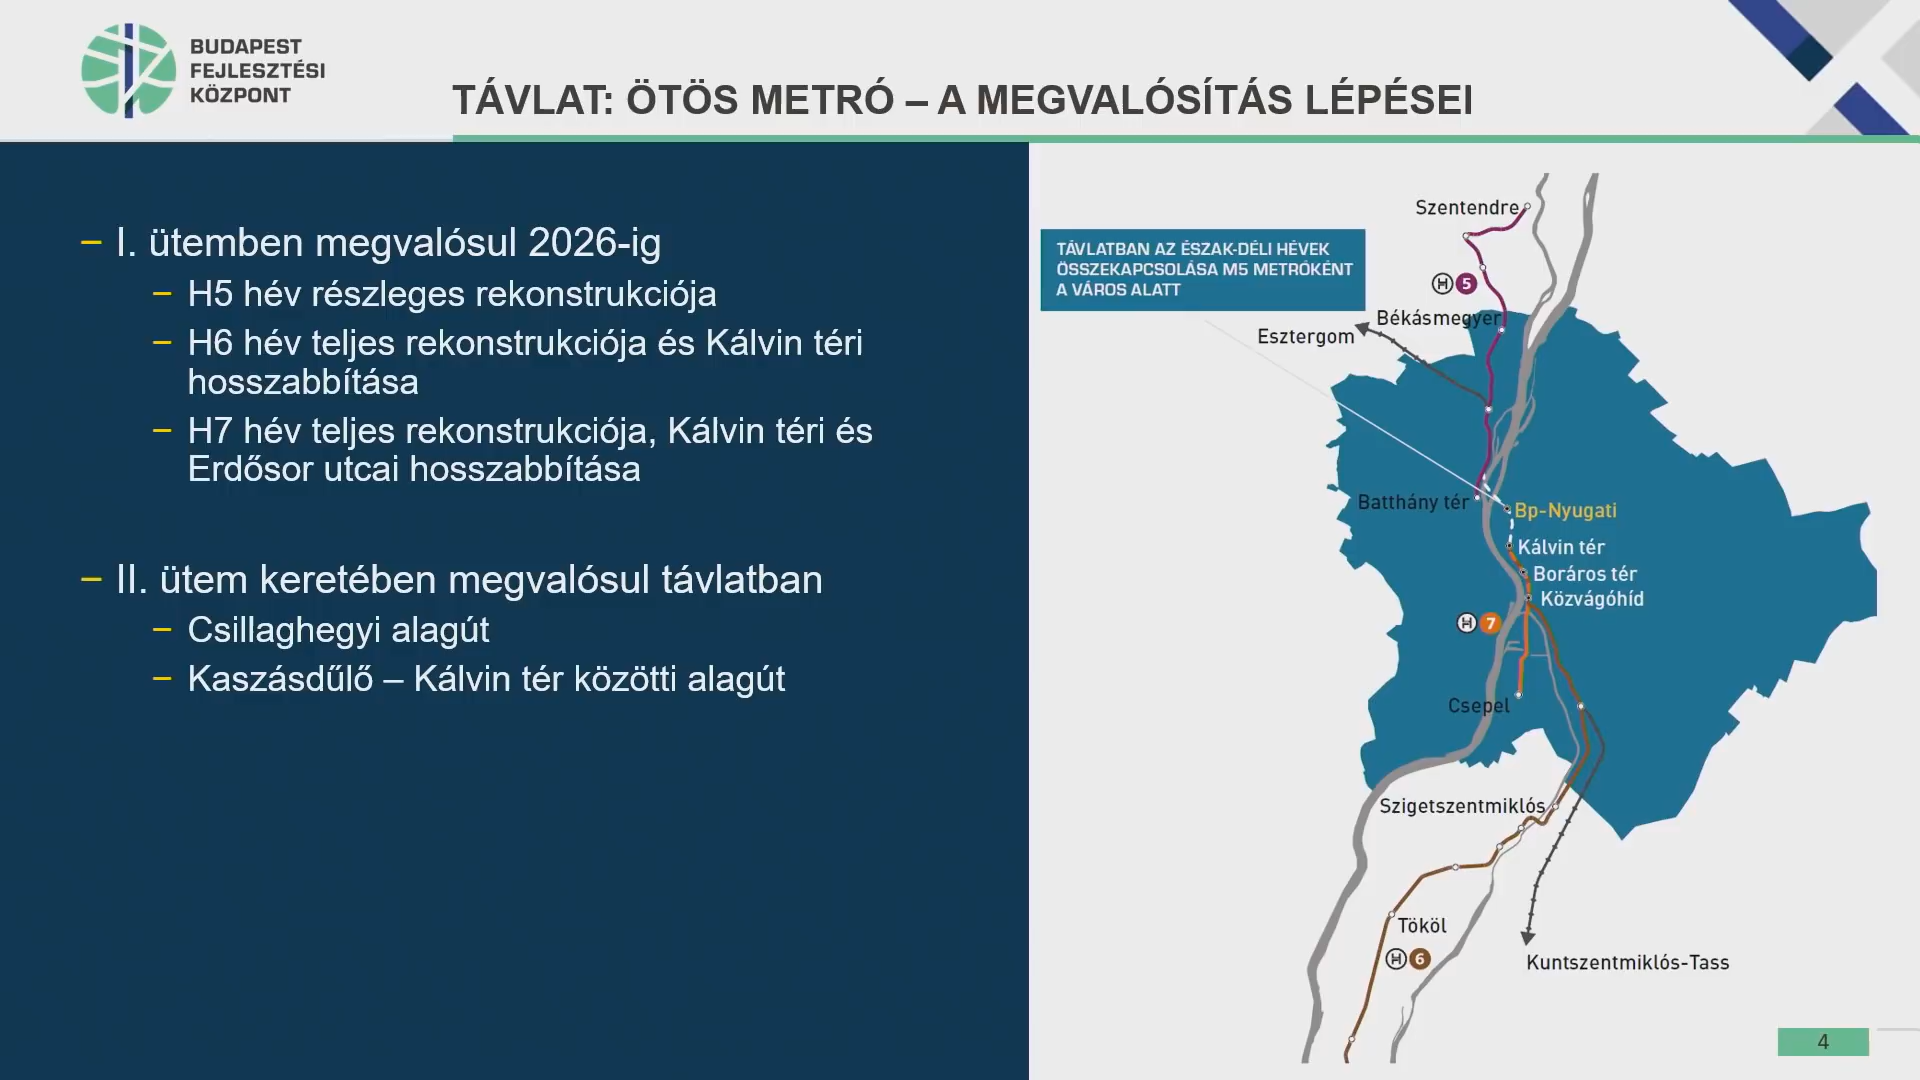 BUDAPEST
FEJLESZTÉSI
KÖZPONT
TÁVLAT: ÖTÖS METRÓ – A MEGVALÓSÍTÁS LÉPÉSEI
– I. ütemben megvalósul 2026-ig
– H5 hév részleges rekonstrukciója
– H6 hév teljes rekonstrukciója és Kálvin téri
hosszabbítása
– H7 hév teljes rekonstrukciója, Kálvin téri és
Erdősor utcai hosszabbítása
– II. ütem keretében megvalósul távlatban
– Csillaghegyi alagút
– Kaszásdűlő – Kálvin tér közötti alagút
TÁVLATBAN AZ ÉSZAK-DÉLI HÉVEK
ÖSSZEKAPCSOLÁSA M5 METRÓKÉNT
A VÁROS ALATT
Szentendre
H 5
Békásmegyer
Esztergom
Batthány tér
Bp-Nyugati
Kálvin tér
Boráros tér
Közvágóhíd
H 7
Csepel
Szigetszentmiklós
Tököl
H 6
Kuntszentmiklós-Tass
4